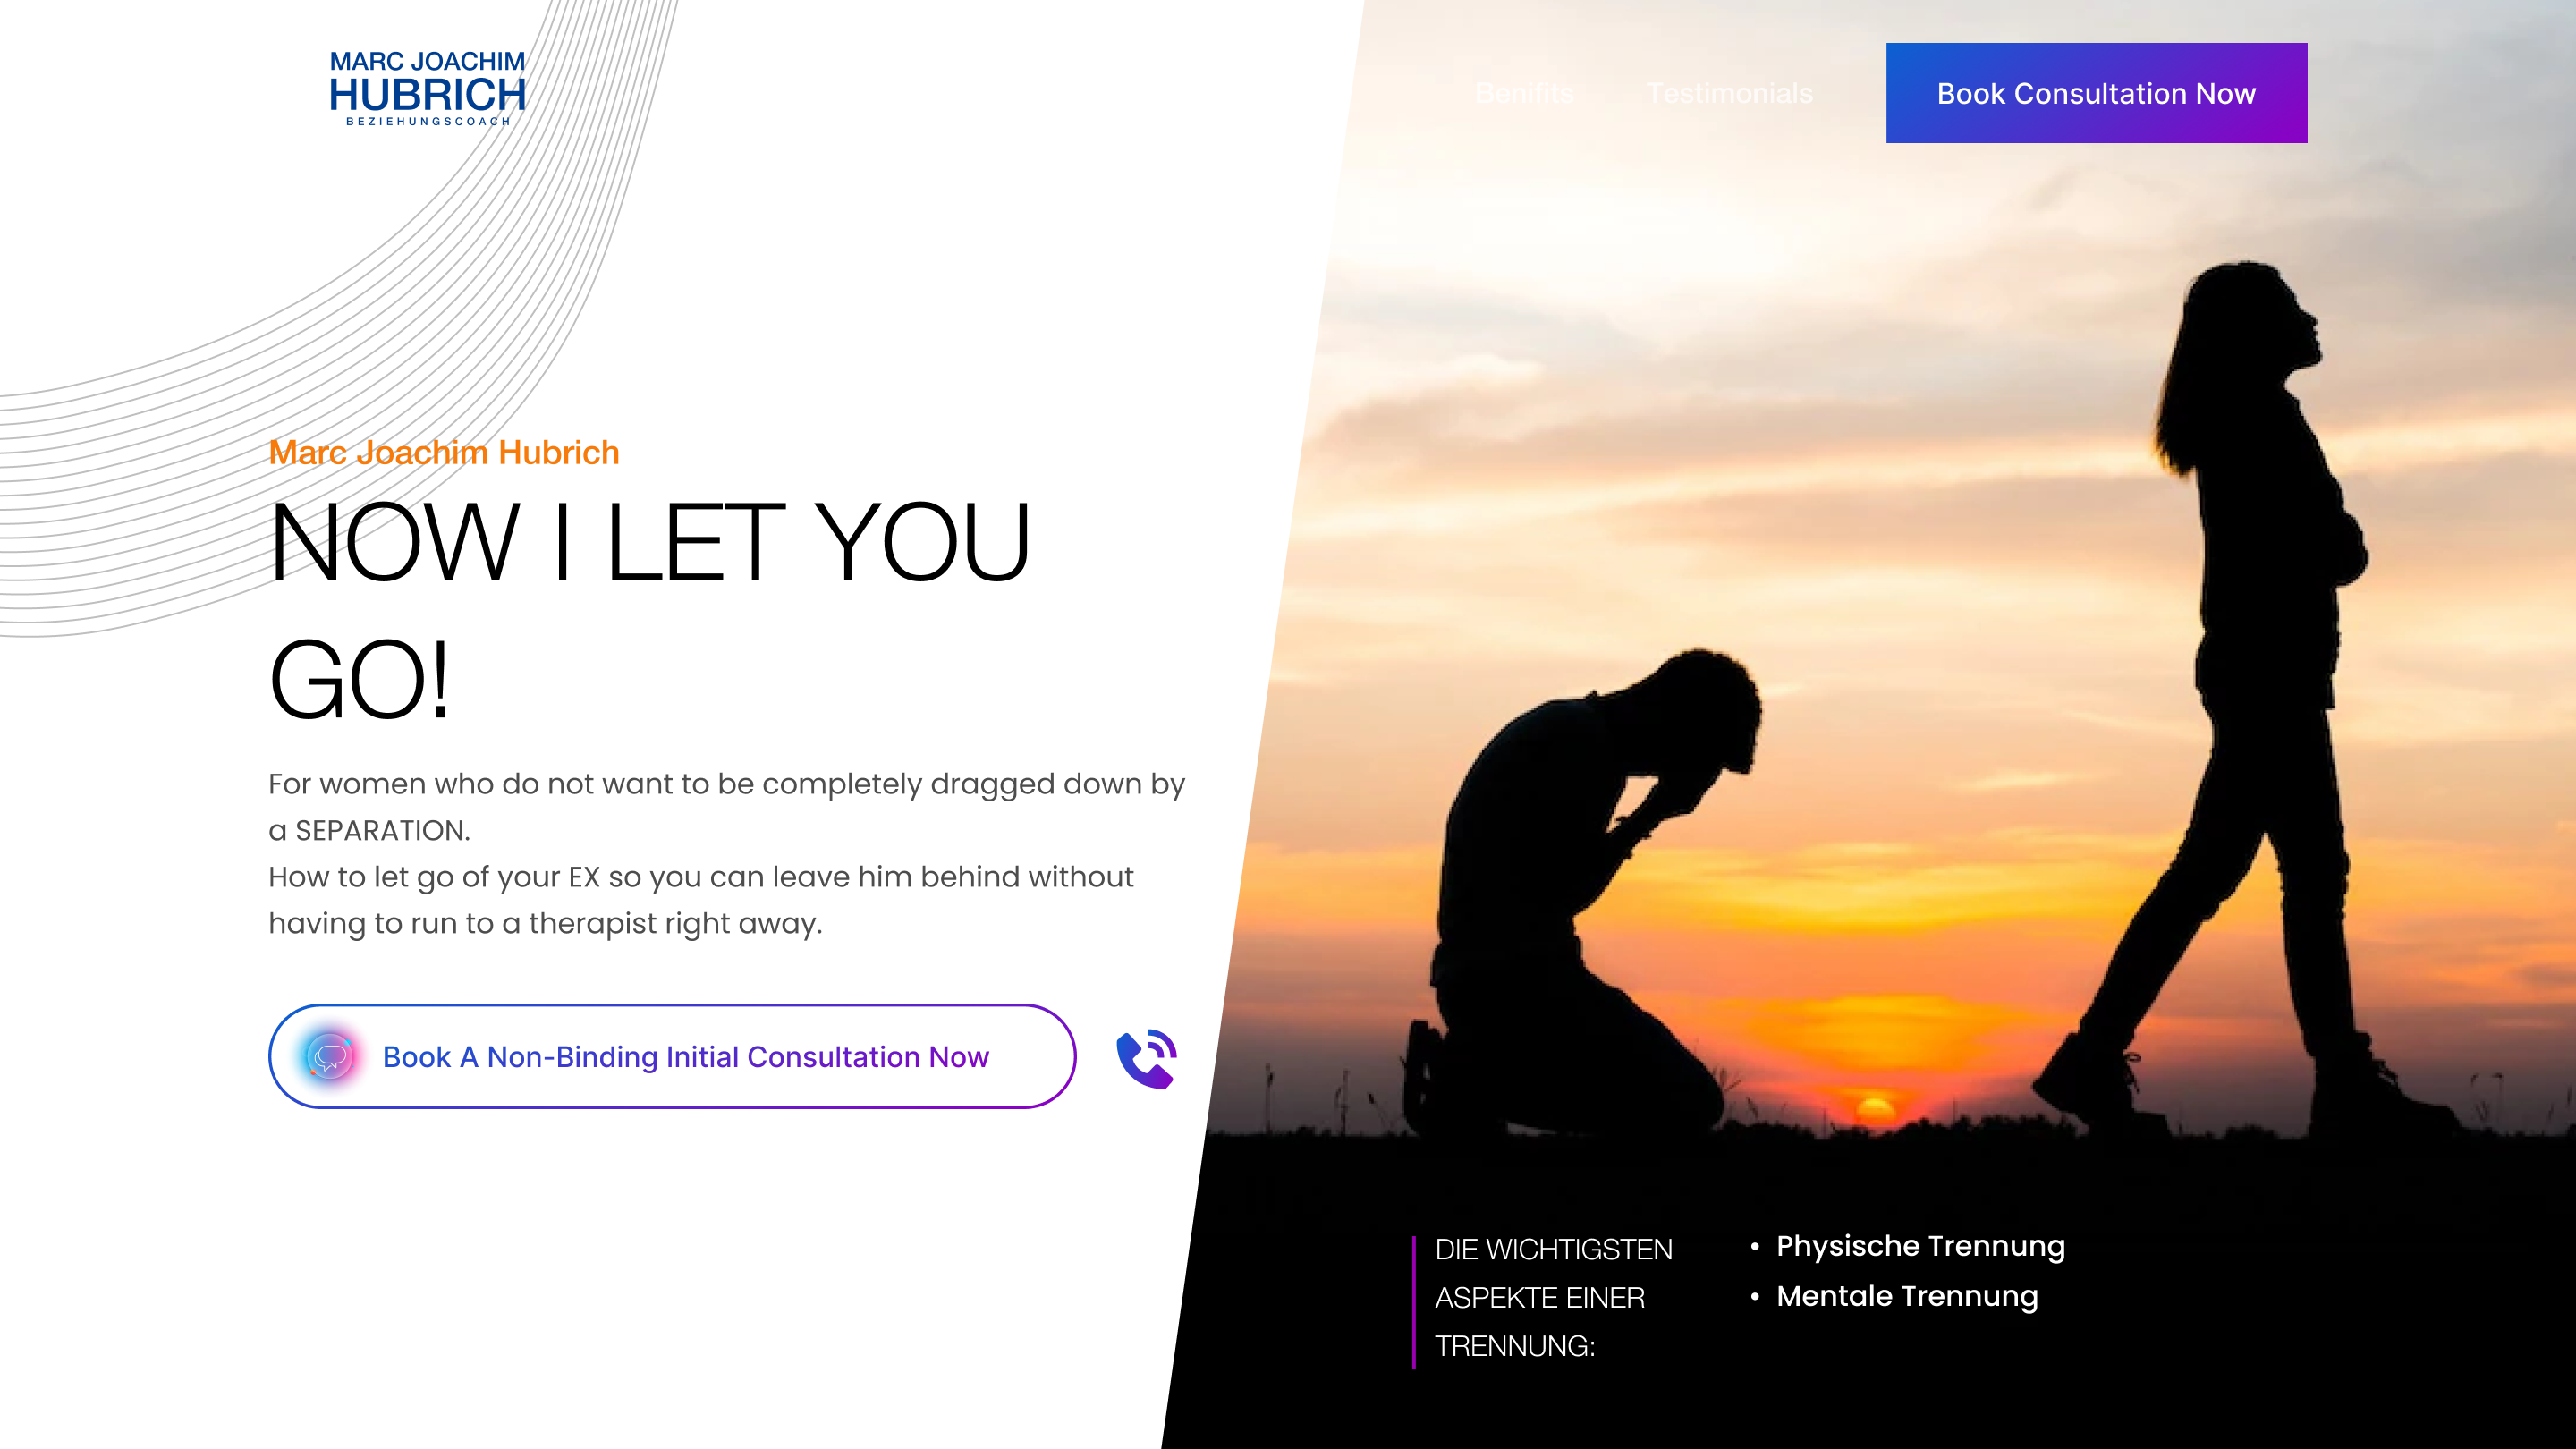 MARC JOACHIM
HUBRICH
BEZIEHUNGSCOACH
Benifits
Testimonials
Book Consultation Now
Marc Joachim Hubrich
NOW I LET YOU
GO!
For women who do not want to be completely dragged down by
a SEPARATION.
How to let go of your EX so you can leave him behind without
having to run to a therapist right away.
Book A Non-Binding Initial Consultation Now
DIE WICHTIGSTEN
ASPEKTE EINER
TRENNUNG:
• Physische Trennung
• Mentale Trennung